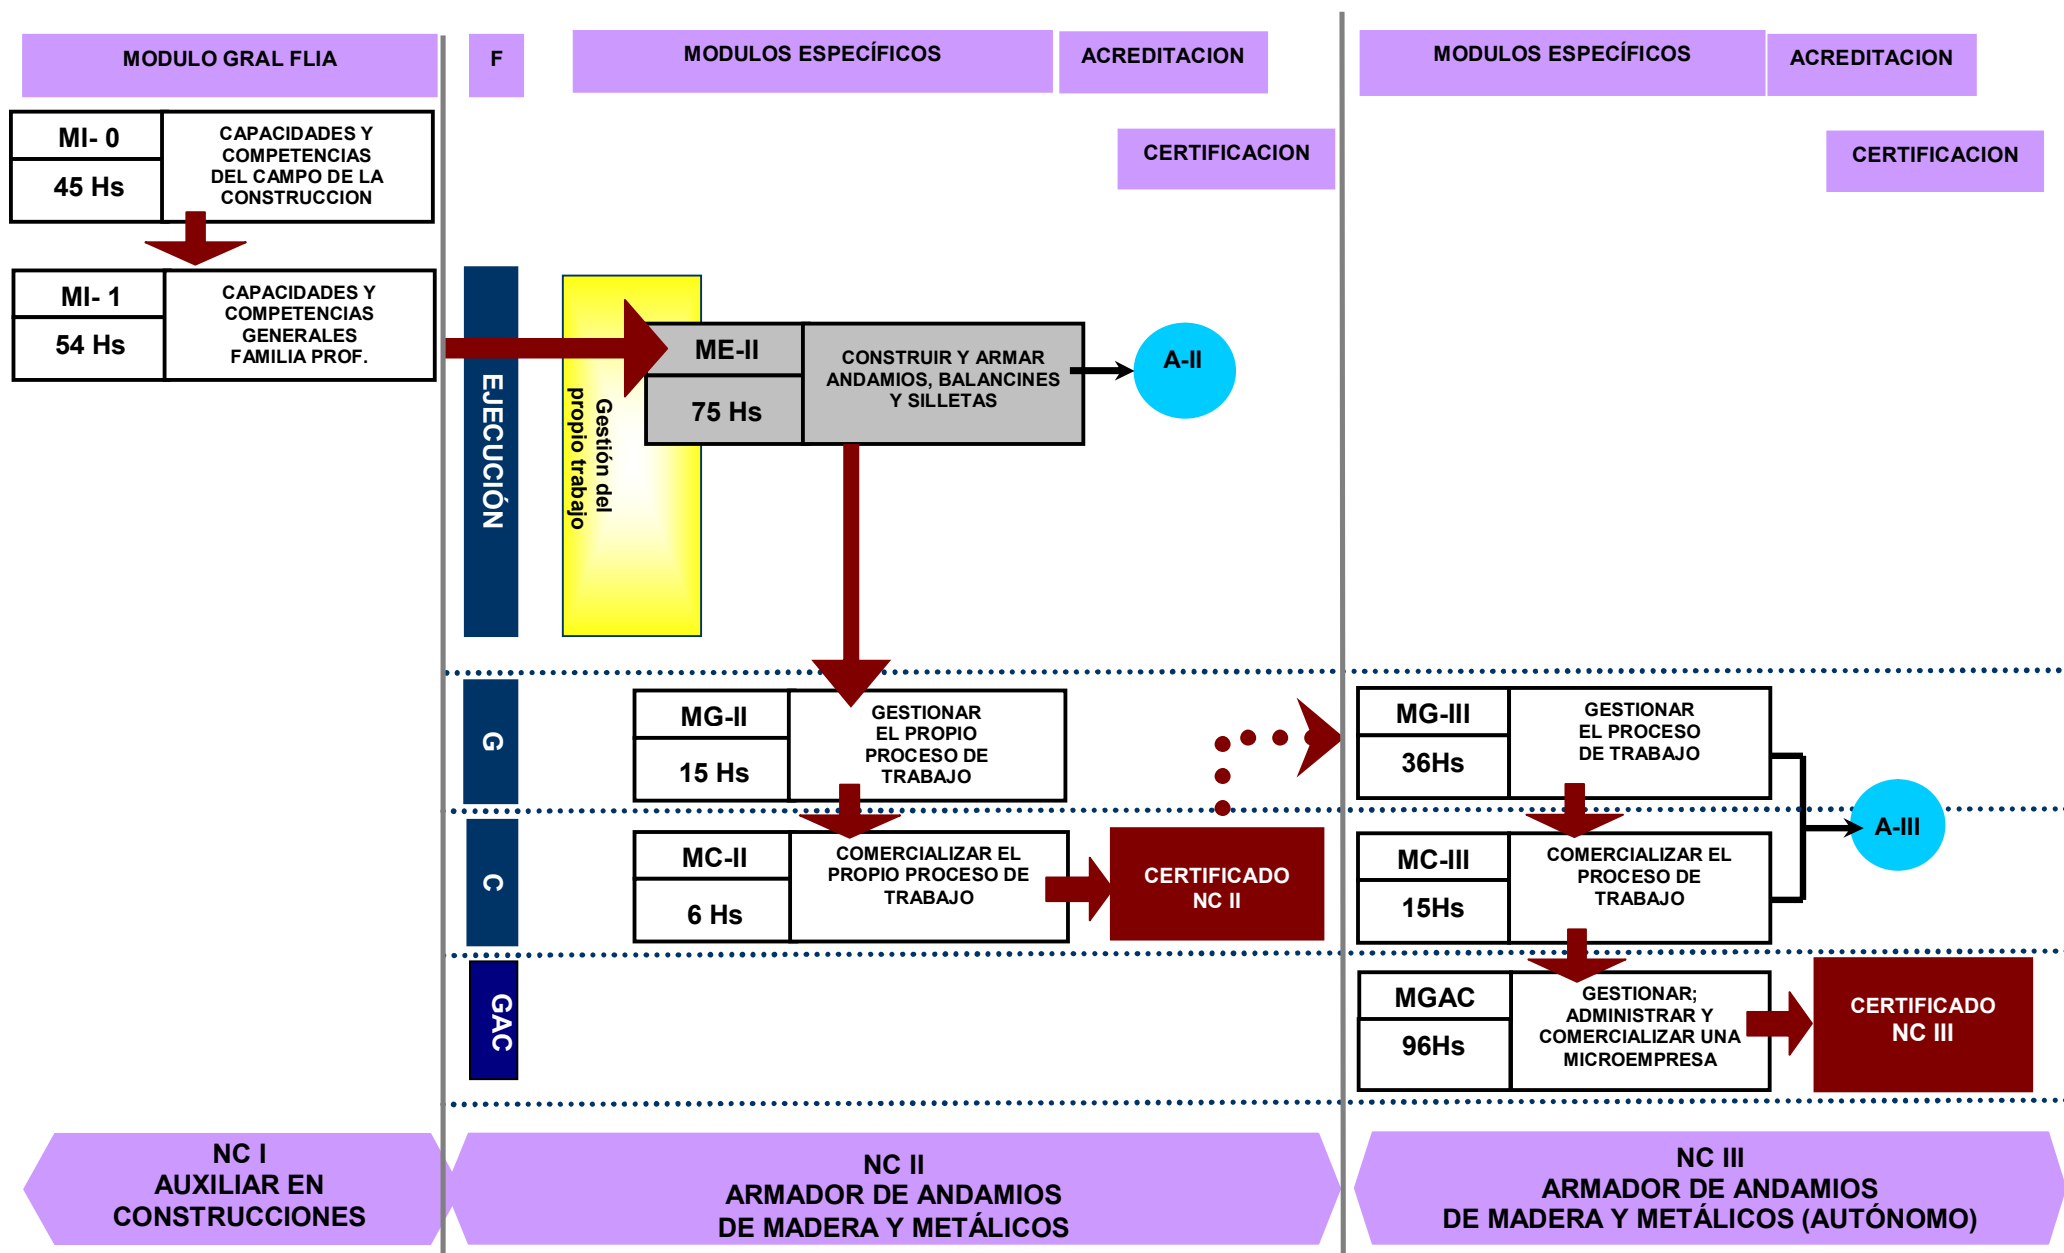 MODULO GRAL FLIA
F
MODULOS ESPECÍFICOS
ACREDITACION
MODULOS ESPECÍFICOS
ACREDITACION
CERTIFICACION
CERTIFICACION
MI- 0
45 Hs
CAPACIDADES Y
COMPETENCIAS
DEL CAMPO DE LA
CONSTRUCCION
MI- 1
54 Hs
CAPACIDADES Y
COMPETENCIAS
GENERALES
FAMILIA PROF.
EJECUCIÓN
Gestión del
propio trabajo
ME-II
75 Hs
CONSTRUIR Y ARMAR
ANDAMIOS, BALANCINES
Y SILLETAS
A-II
G
MG-II
15 Hs
GESTIONAR
EL PROPIO
PROCESO DE
TRABAJO
MG-III
36Hs
GESTIONAR
EL PROCESO
DE TRABAJO
C
MC-II
6 Hs
COMERCIALIZAR EL
PROPIO PROCESO DE
TRABAJO
CERTIFICADO
NC II
MC-III
15Hs
COMERCIALIZAR EL
PROCESO DE
TRABAJO
A-III
GAC
MGAC
96Hs
GESTIONAR;
ADMINISTRAR Y
COMERCIALIZAR UNA
MICROEMPRESA
CERTIFICADO
NC III
NC I
AUXILIAR EN
CONSTRUCCIONES
NC II
ARMADOR DE ANDAMIOS
DE MADERA Y METÁLICOS
NC III
ARMADOR DE ANDAMIOS
DE MADERA Y METÁLICOS (AUTÓNOMO)